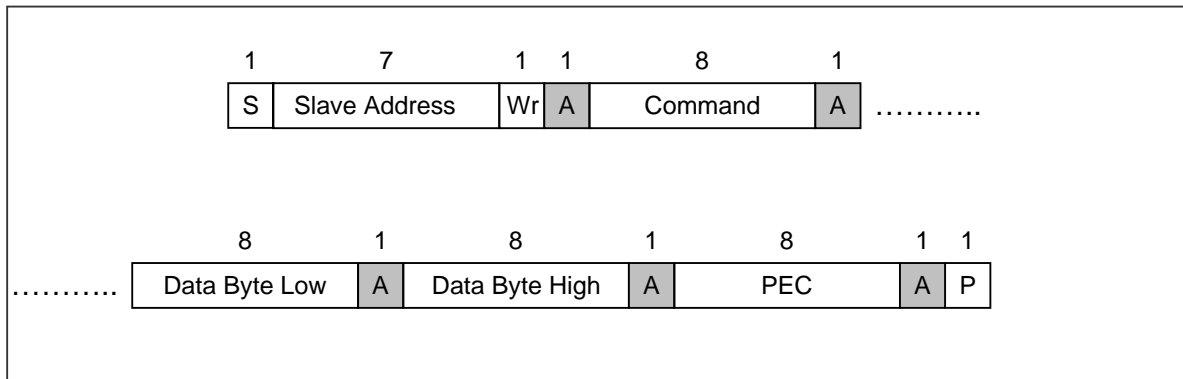 1 7 1 1 8 1
S Slave Address Wr A Command A ...........
8 1 8 1 8 1 1
........... Data Byte Low A Data Byte High A PEC A P